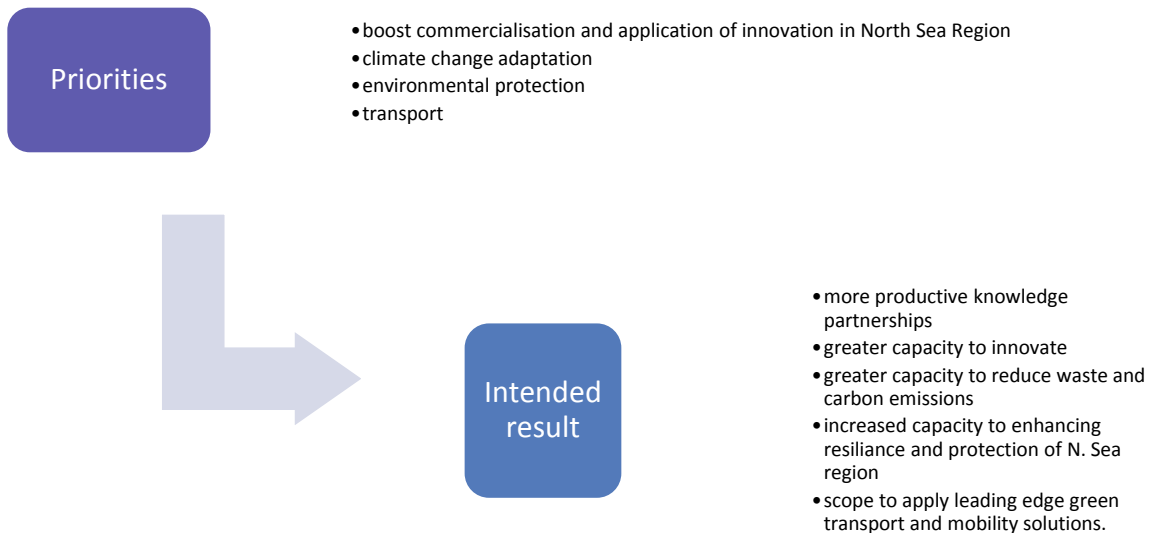 Priorities
•boost commercialisation and application of innovation in North Sea Region
•climate change adaptation
•environmental protection
•transport
Intended
result
•more productive knowledge
partnerships
•greater capacity to innovate
•greater capacity to reduce waste and
carbon emissions
•increased capacity to enhancing
resiliance and protection of N. Sea
region
•scope to apply leading edge green
transport and mobility solutions.